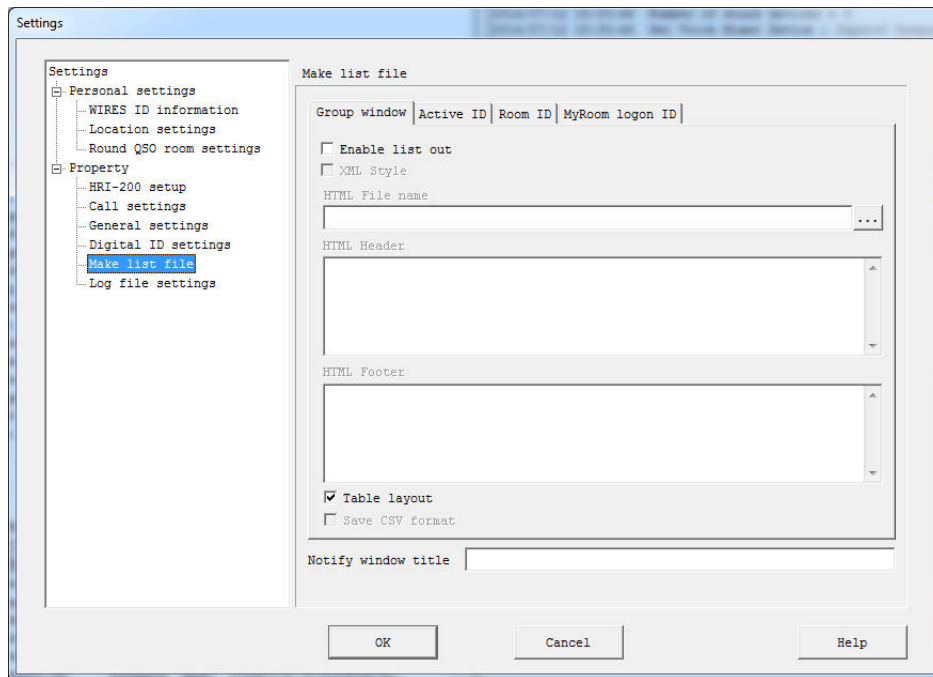 Settings
Settings
Personal settings
WIRES ID information
Location settings
Round QSO room settings
Property
HRI-200 setup
Call settings
General settings
Digital ID settings
Make list file
Log file settings
Make list file
Group window Active ID Room ID MyRoom logon ID
Enable list out
XML Style
HTML File name
...
HTML Header
HTML Footer
Table layout
Save CSV format
Notify window title
OK Cancel Help